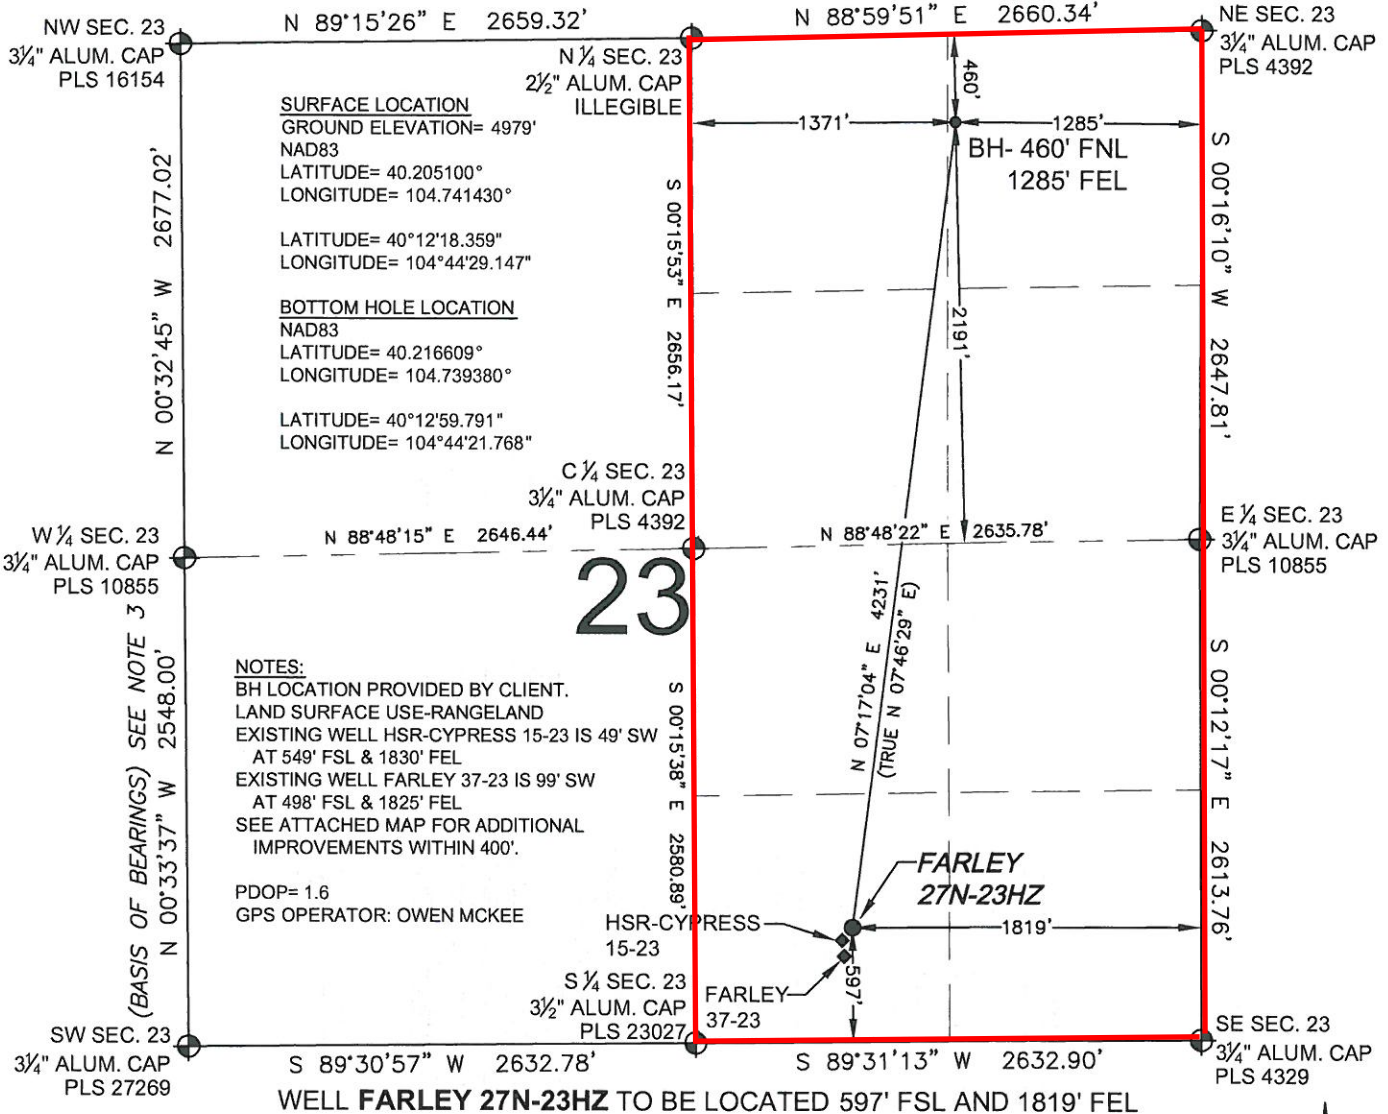 N 89°15'26" E 2659.32'
N 88°59'51" E 2660.34'
NW SEC. 23
3¼" ALUM. CAP
PLS 16154
N ¼ SEC. 23
2½" ALUM. CAP
ILLEGIBLE
NE SEC. 23
3¼" ALUM. CAP
PLS 4392
SURFACE LOCATION
GROUND ELEVATION= 4979'
NAD83
LATITUDE= 40.205100°
LONGITUDE= 104.741430°
LATITUDE= 40°12'18.359"
LONGITUDE= 104°44'29.147"
BOTTOM HOLE LOCATION
NAD83
LATITUDE= 40.216609°
LONGITUDE= 104.739380°
LATITUDE= 40°12'59.791"
LONGITUDE= 104°44'21.768"
460'
1371'
1285'
BH- 460' FNL
1285' FEL
N 00°32'45" W 2677.02'
S 00°15'53" E 2656.17'
2191'
S 00°16'10" W 2647.81'
C ¼ SEC. 23
3¼" ALUM. CAP
PLS 4392
W ¼ SEC. 23
3¼" ALUM. CAP
PLS 10855
N 88°48'15" E 2646.44'
N 88°48'22" E 2635.78'
E ¼ SEC. 23
3¼" ALUM. CAP
PLS 10855
23
N 07°17'04" E 4231'
(TRUE N 07°46'29" E)
(BASIS OF BEARINGS) SEE NOTE 3
N 00°33'37" W 2548.00'
NOTES:
BH LOCATION PROVIDED BY CLIENT.
LAND SURFACE USE-RANGELAND
EXISTING WELL HSR-CYPRESS 15-23 IS 49' SW
AT 549' FSL & 1830' FEL
EXISTING WELL FARLEY 37-23 IS 99' SW
AT 498' FSL & 1825' FEL
SEE ATTACHED MAP FOR ADDITIONAL
IMPROVEMENTS WITHIN 400'.
PDOP= 1.6
GPS OPERATOR: OWEN MCKEE
S 00°15'38" E 2580.89'
S 00°12'17" E 2613.76'
FARLEY
27N-23HZ
HSR-CYPRESS
15-23
1819'
597'
FARLEY
37-23
S ¼ SEC. 23
3½" ALUM. CAP
PLS 23027
SW SEC. 23
3¼" ALUM. CAP
PLS 27269
SE SEC. 23
3¼" ALUM. CAP
PLS 4329
S 89°30'57" W 2632.78'
S 89°31'13" W 2632.90'
WELL FARLEY 27N-23HZ TO BE LOCATED 597' FSL AND 1819' FEL